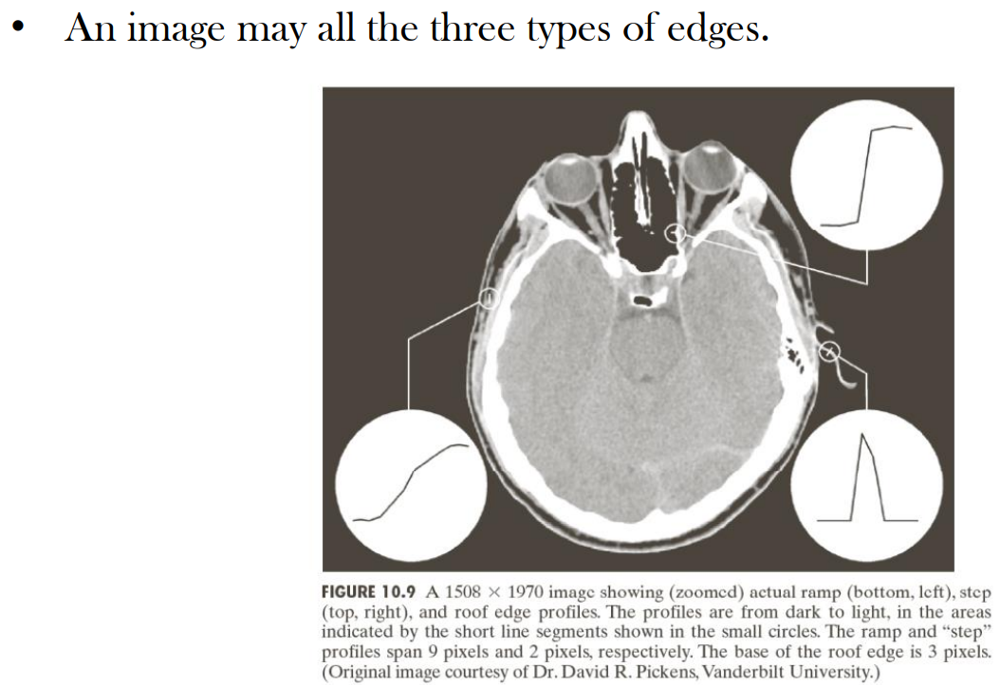 • An image may all the three types of edges.
FIGURE 10.9 A 1508 × 1970 image showing (zoomed) actual ramp (bottom, left), step
(top, right), and roof edge profiles. The profiles are from dark to light, in the areas
indicated by the short line segments shown in the small circles. The ramp and “step”
profiles span 9 pixels and 2 pixels, respectively. The base of the roof edge is 3 pixels.
(Original image courtesy of Dr. David R. Pickens, Vanderbilt University.)